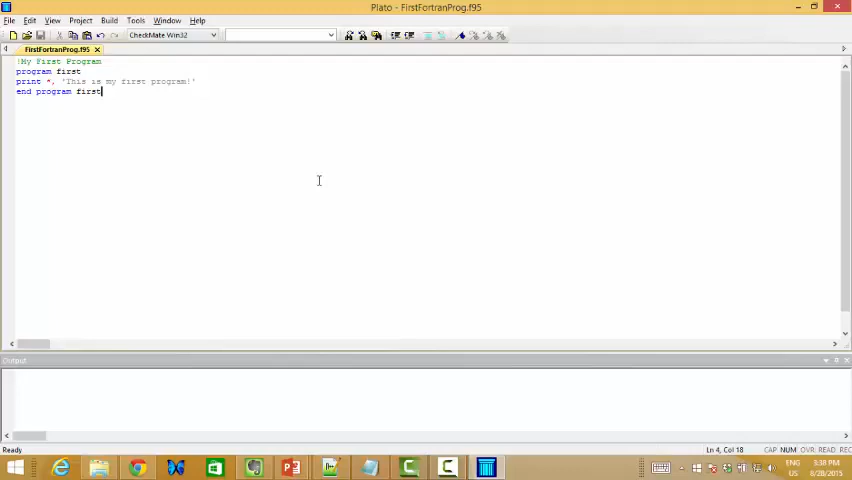 Plato - FirstFortranProg.f95
File Edit View Project Build Tools Window Help
CheckMate Win32
FirstFortranProg.f95
!My First Program
program first
print *, 'This is my first program!'
end program first
Output
Ready
Ln 4, Col 18
CAP NUM OVR READ REC
ENG
US
3:38 PM
8/28/2015